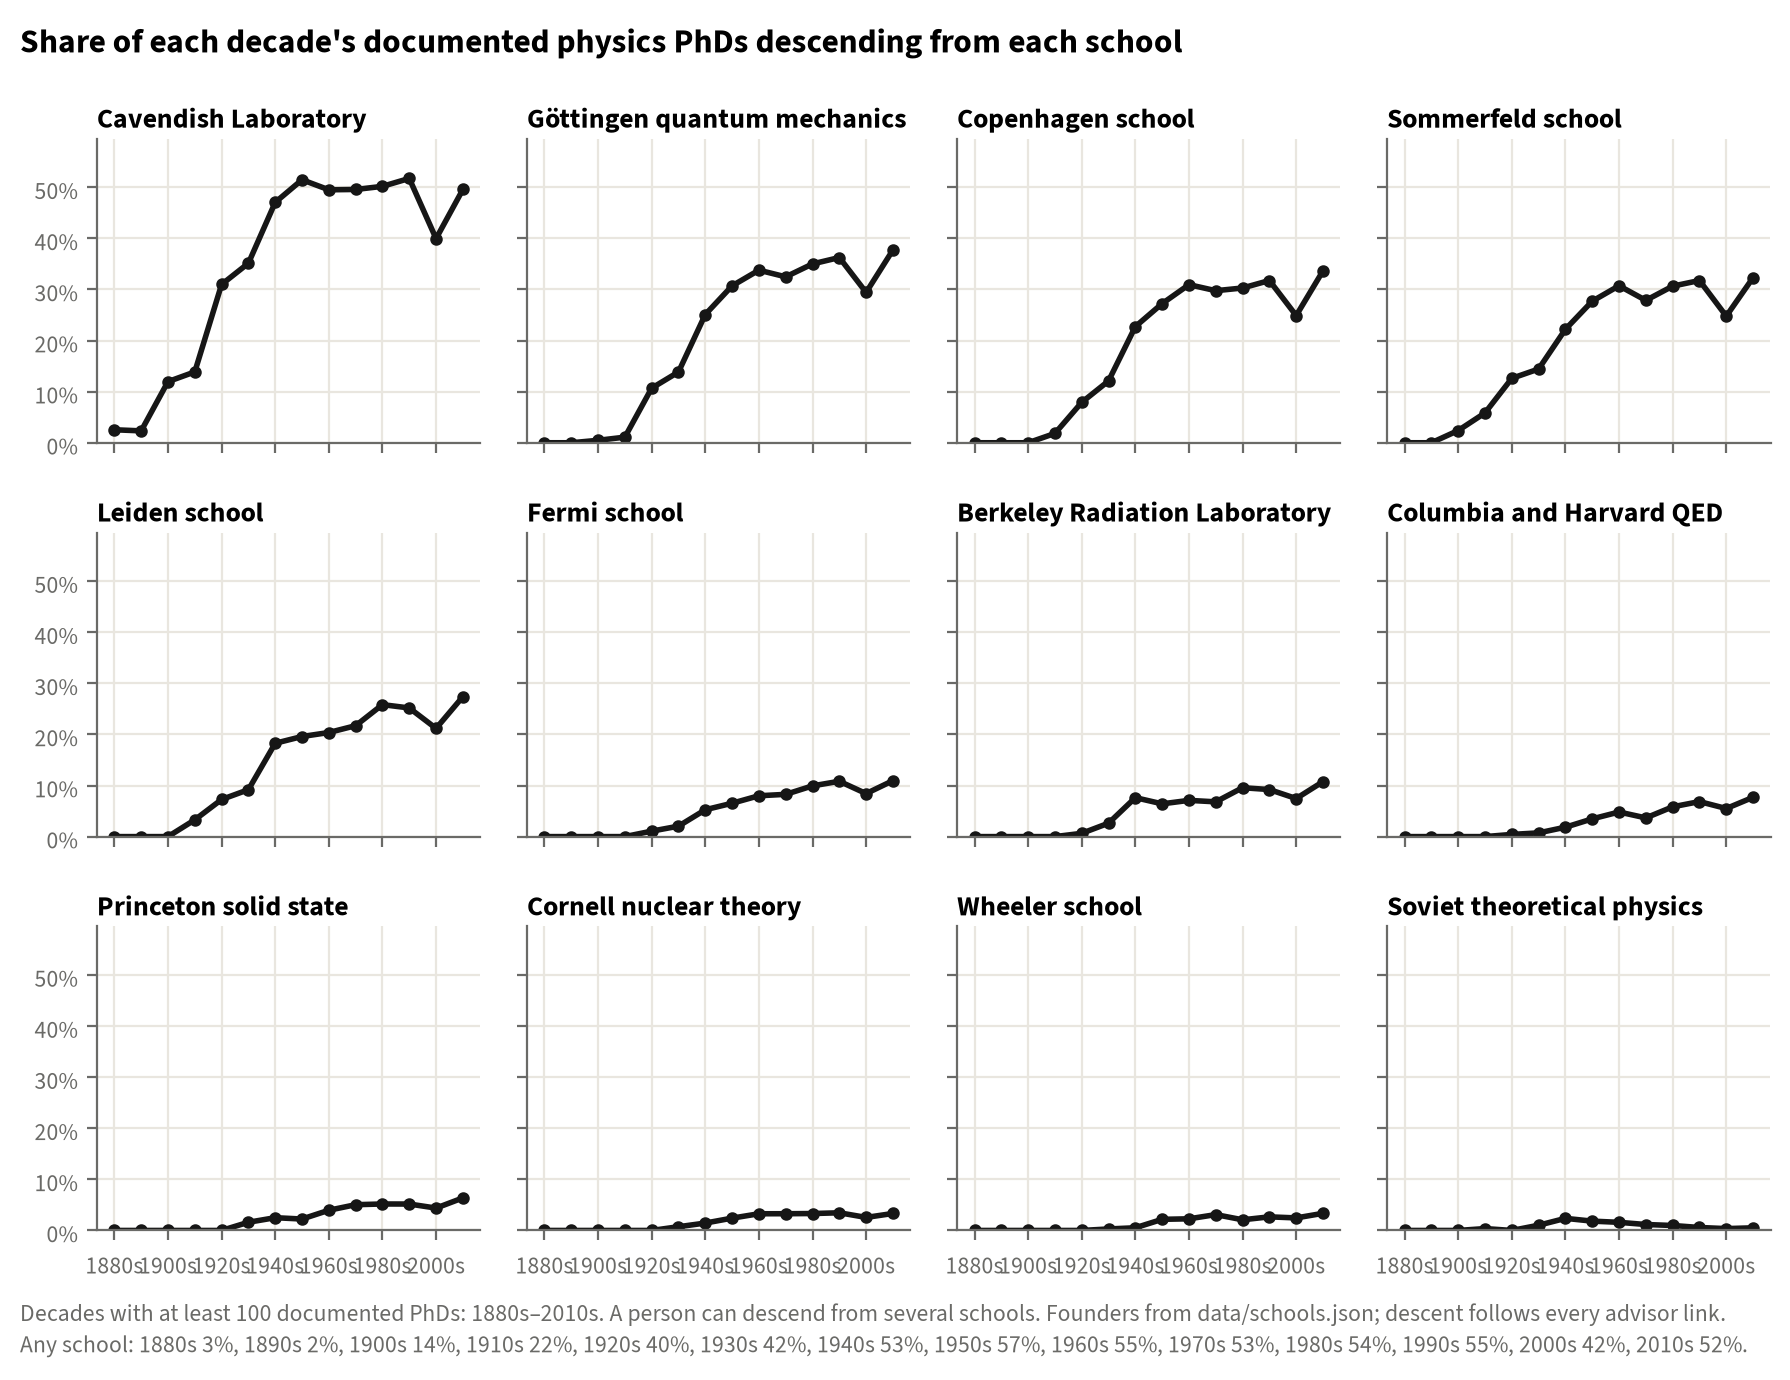 Share of each decade's documented physics PhDs descending from each school
Cavendish Laboratory
Göttingen quantum mechanics
Copenhagen school
Sommerfeld school
50%
40%
30%
20%
10%
0%
Leiden school
Fermi school
Berkeley Radiation Laboratory
Columbia and Harvard QED
50%
40%
30%
20%
10%
0%
Princeton solid state
Cornell nuclear theory
Wheeler school
Soviet theoretical physics
50%
40%
30%
20%
10%
0%
1880s 1900s 1920s 1940s 1960s 1980s 2000s
1880s 1900s 1920s 1940s 1960s 1980s 2000s
1880s 1900s 1920s 1940s 1960s 1980s 2000s
1880s 1900s 1920s 1940s 1960s 1980s 2000s
Decades with at least 100 documented PhDs: 1880s–2010s. A person can descend from several schools. Founders from data/schools.json; descent follows every advisor link.
Any school: 1880s 3%, 1890s 2%, 1900s 14%, 1910s 22%, 1920s 40%, 1930s 42%, 1940s 53%, 1950s 57%, 1960s 55%, 1970s 53%, 1980s 54%, 1990s 55%, 2000s 42%, 2010s 52%.